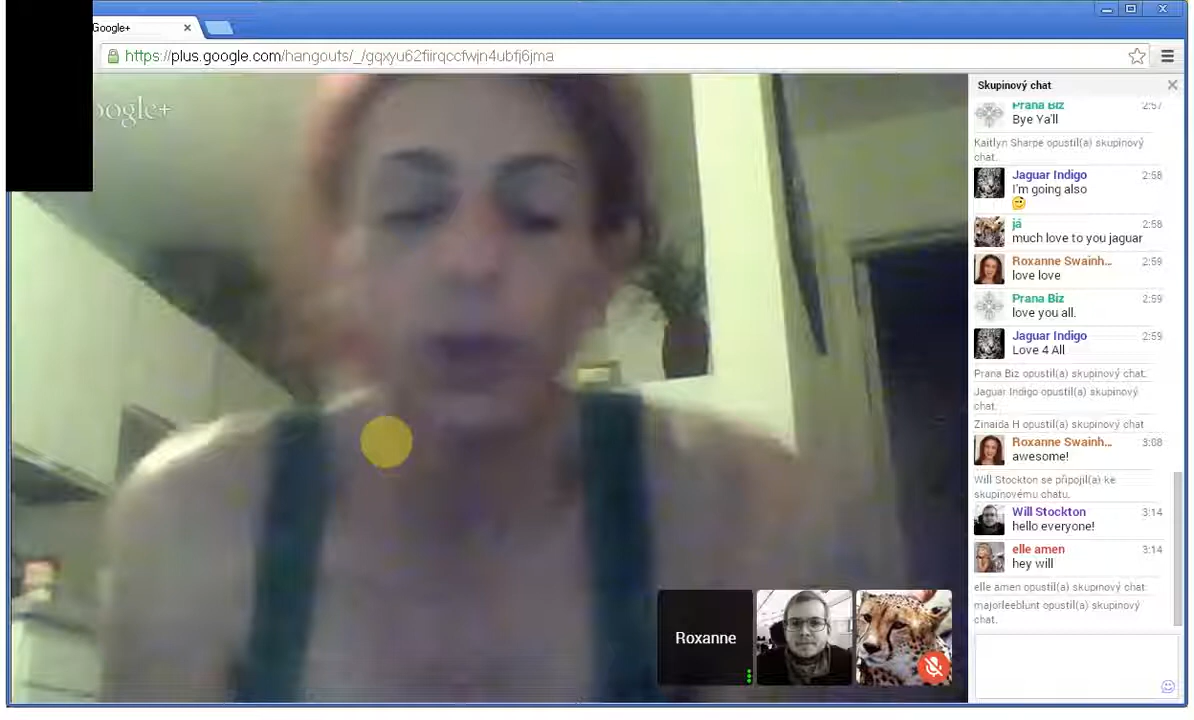 Google+
https://plus.google.com/hangouts/_/gqxyu62fiirqccfwjn4ubfj6jma
oogle+
Skupinový chat
Prana Biz 2:57
Bye Ya'll
Kaitlyn Sharpe opustil(a) skupinový
chat.
Jaguar Indigo 2:58
I'm going also
já 2:58
much love to you jaguar
Roxanne Swainh... 2:59
love love
Prana Biz 2:59
love you all.
Jaguar Indigo 2:59
Love 4 All
Prana Biz opustil(a) skupinový chat.
Jaguar Indigo opustil(a) skupinový
chat.
Zinaida H opustil(a) skupinový chat
Roxanne Swainh... 3:08
awesome!
Will Stockton se připojil(a) ke
skupinovému chatu.
Will Stockton 3:14
hello everyone!
elle amen 3:14
hey will
elle amen opustil(a) skupinový chat.
majorleeblunt opustil(a) skupinový
chat.
Roxanne